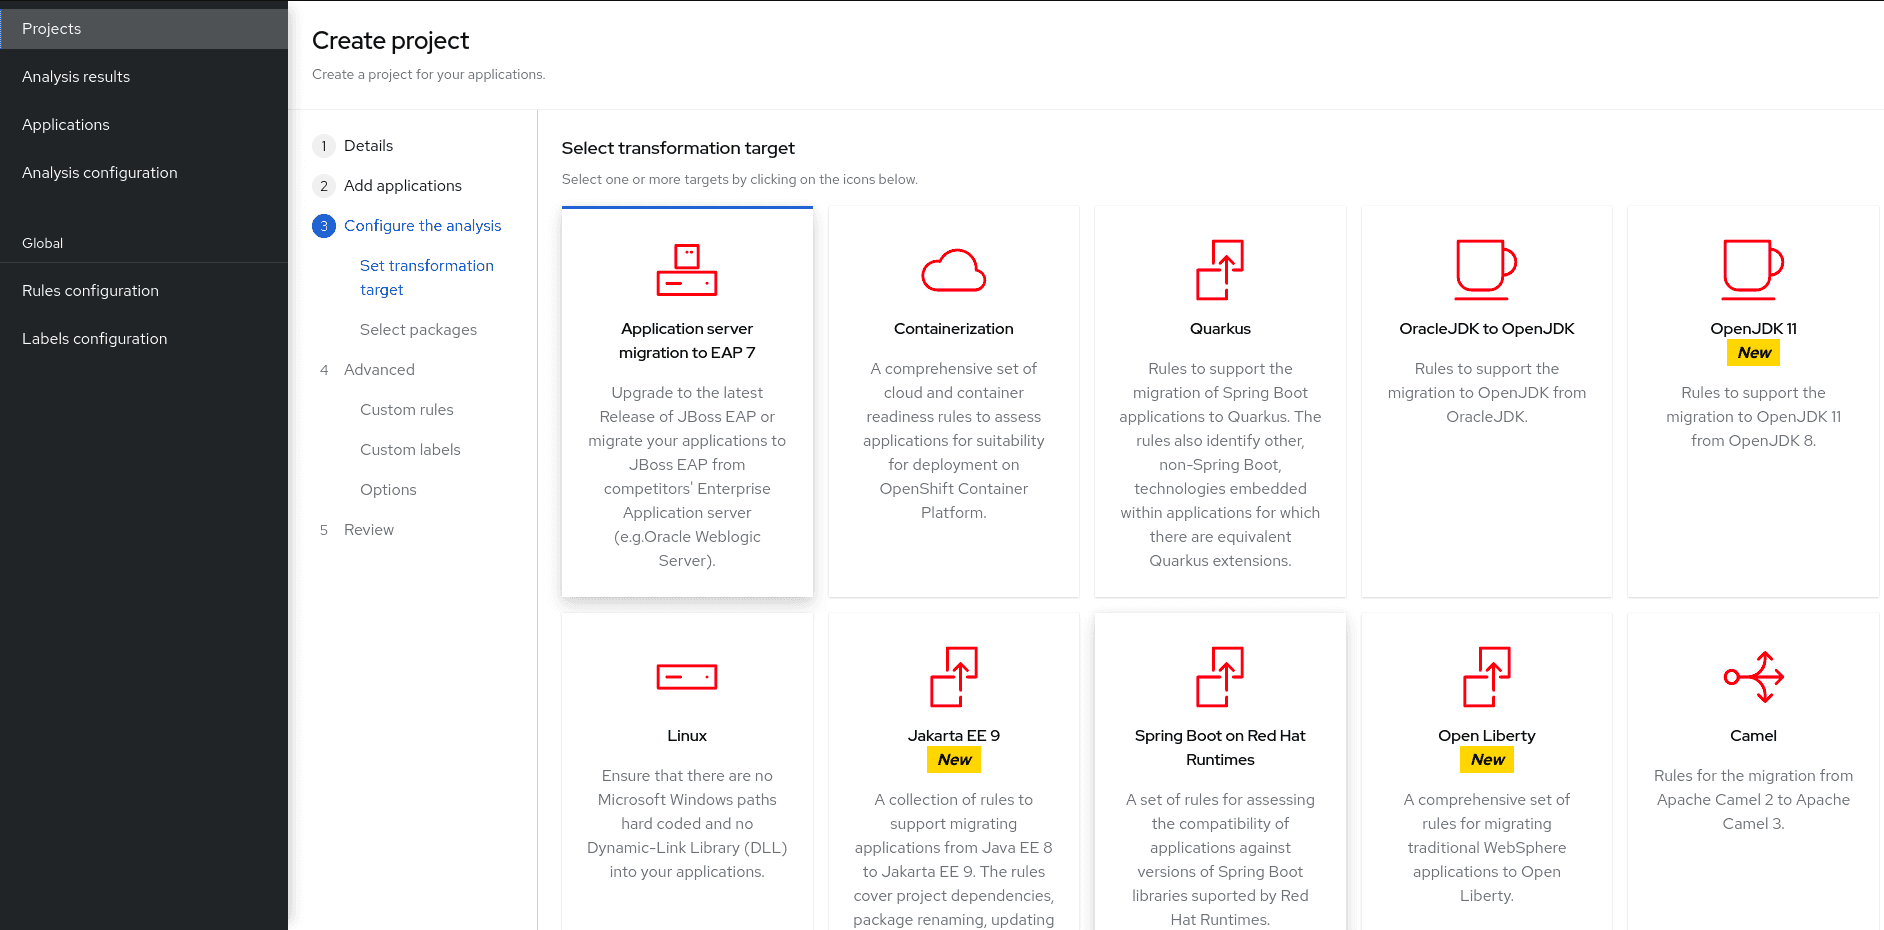 Projects
Analysis results
Applications
Analysis configuration
Global
Rules configuration
Labels configuration
Create project
Create a project for your applications.
1 Details
2 Add applications
3 Configure the analysis
Set transformation
target
Select packages
4 Advanced
Custom rules
Custom labels
Options
5 Review
Select transformation target
Select one or more targets by clicking on the icons below.
Application server
migration to EAP 7
Upgrade to the latest
Release of JBoss EAP or
migrate your applications to
JBoss EAP from
competitors' Enterprise
Application server
(e.g.Oracle Weblogic
Server).
Containerization
A comprehensive set of
cloud and container
readiness rules to assess
applications for suitability
for deployment on
OpenShift Container
Platform.
Quarkus
Rules to support the
migration of Spring Boot
applications to Quarkus. The
rules also identify other,
non-Spring Boot,
technologies embedded
within applications for which
there are equivalent
Quarkus extensions.
OracleJDK to OpenJDK
Rules to support the
migration to OpenJDK from
OracleJDK.
OpenJDK 11
New
Rules to support the
migration to OpenJDK 11
from OpenJDK 8.
Linux
Ensure that there are no
Microsoft Windows paths
hard coded and no
Dynamic-Link Library (DLL)
into your applications.
Jakarta EE 9
New
A collection of rules to
support migrating
applications from Java EE 8
to Jakarta EE 9. The rules
cover project dependencies,
package renaming, updating
Spring Boot on Red Hat
Runtimes
A set of rules for assessing
the compatibility of
applications against
versions of Spring Boot
libraries suported by Red
Hat Runtimes.
Open Liberty
New
A comprehensive set of
rules for migrating
traditional WebSphere
applications to Open
Liberty.
Camel
Rules for the migration from
Apache Camel 2 to Apache
Camel 3.